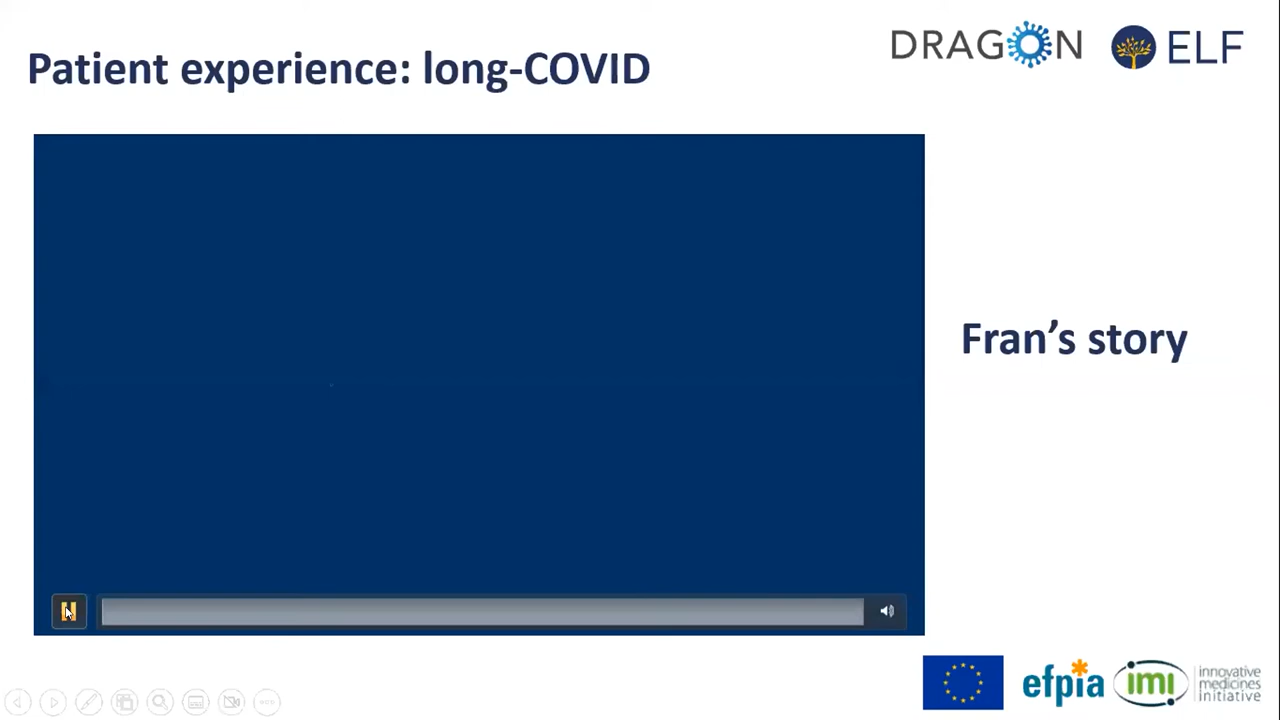 Patient experience: long-COVID
DRAGON
ELF
Fran’s story
efpia
imi
innovative
medicines
initiative